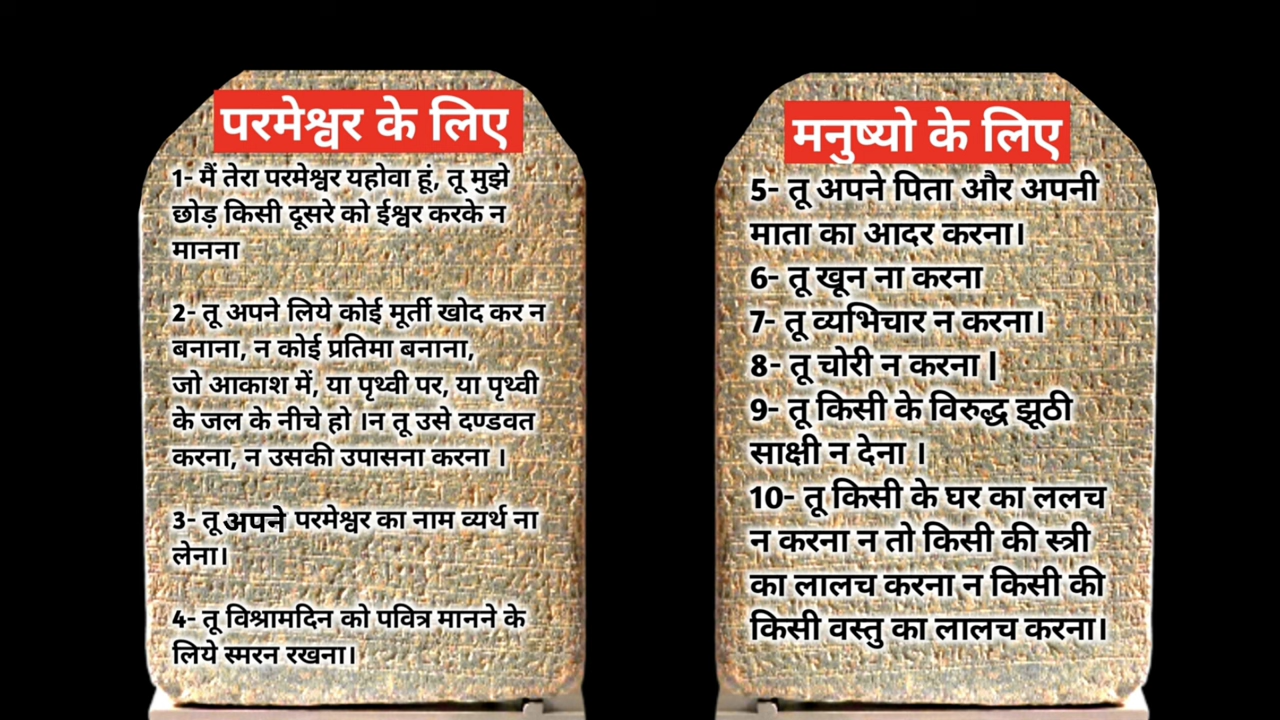 परमेश्वर के लिए
1- मैं तेरा परमेश्वर यहोवा हूं, तू मुझे
छोड़ किसी दूसरे को ईश्वर करके न
मानना
2- तू अपने लिये कोई मूर्ती खोद कर न
बनाना, न कोई प्रतिमा बनाना,
जो आकाश में, या पृथ्वी पर, या पृथ्वी
के जल के नीचे हो ।न तू उसे दण्डवत
करना, न उसकी उपासना करना ।
3- तू अपने परमेश्वर का नाम व्यर्थ ना
लेना।
4- तू विश्रामदिन को पवित्र मानने के
लिये स्मरन रखना।
मनुष्यो के लिए
5- तू अपने पिता और अपनी
माता का आदर करना।
6- तू खून ना करना
7- तू व्यभिचार न करना।
8- तू चोरी न करना |
9- तू किसी के विरुद्ध झूठी
साक्षी न देना ।
10- तू किसी के घर का ललच
न करना न तो किसी की स्त्री
का लालच करना न किसी की
किसी वस्तु का लालच करना।